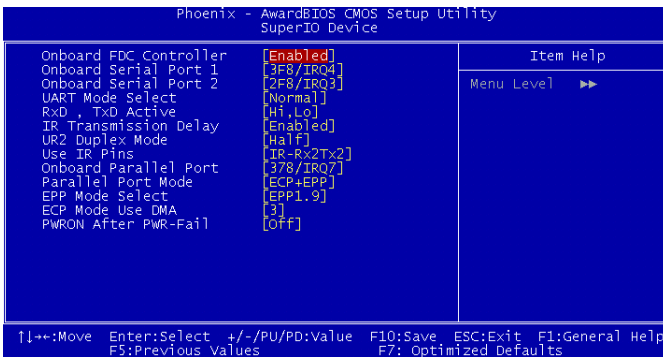 Phoenix - AwardBIOS CMOS Setup Utility
SuperIO Device
Onboard FDC Controller [Enabled]
Onboard Serial Port 1 [3F8/IRQ4]
Onboard Serial Port 2 [2F8/IRQ3]
UART Mode Select [Normal]
RxD , TxD Active [Hi,Lo]
IR Transmission Delay [Enabled]
UR2 Duplex Mode [Half]
Use IR Pins [IR-Rx2Tx2]
Onboard Parallel Port [378/IRQ7]
Parallel Port Mode [ECP+EPP]
EPP Mode Select [EPP1.9]
ECP Mode Use DMA [3]
PWRON After PWR-Fail [Off]
Item Help
Menu Level ►►
↑↓→←:Move Enter:Select +/-/PU/PD:Value F10:Save ESC:Exit F1:General Help
F5:Previous Values F7: Optimized Defaults